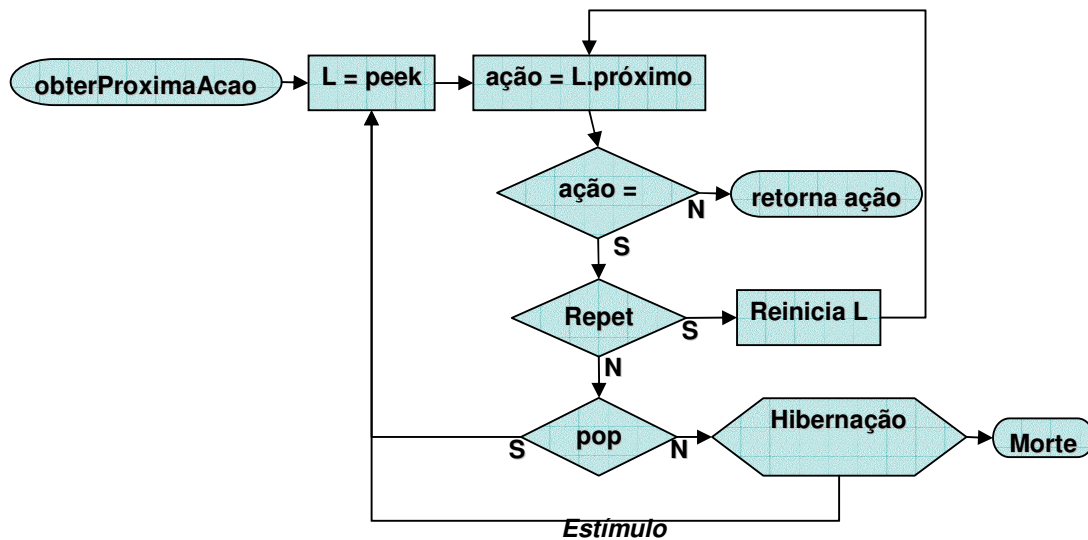 obterProximaAcao
L = peek
ação = L.próximo
ação =
N
retorna ação
S
Repet
S
Reinicia L
N
pop
S
N
Hibernação
Morte
Estímulo